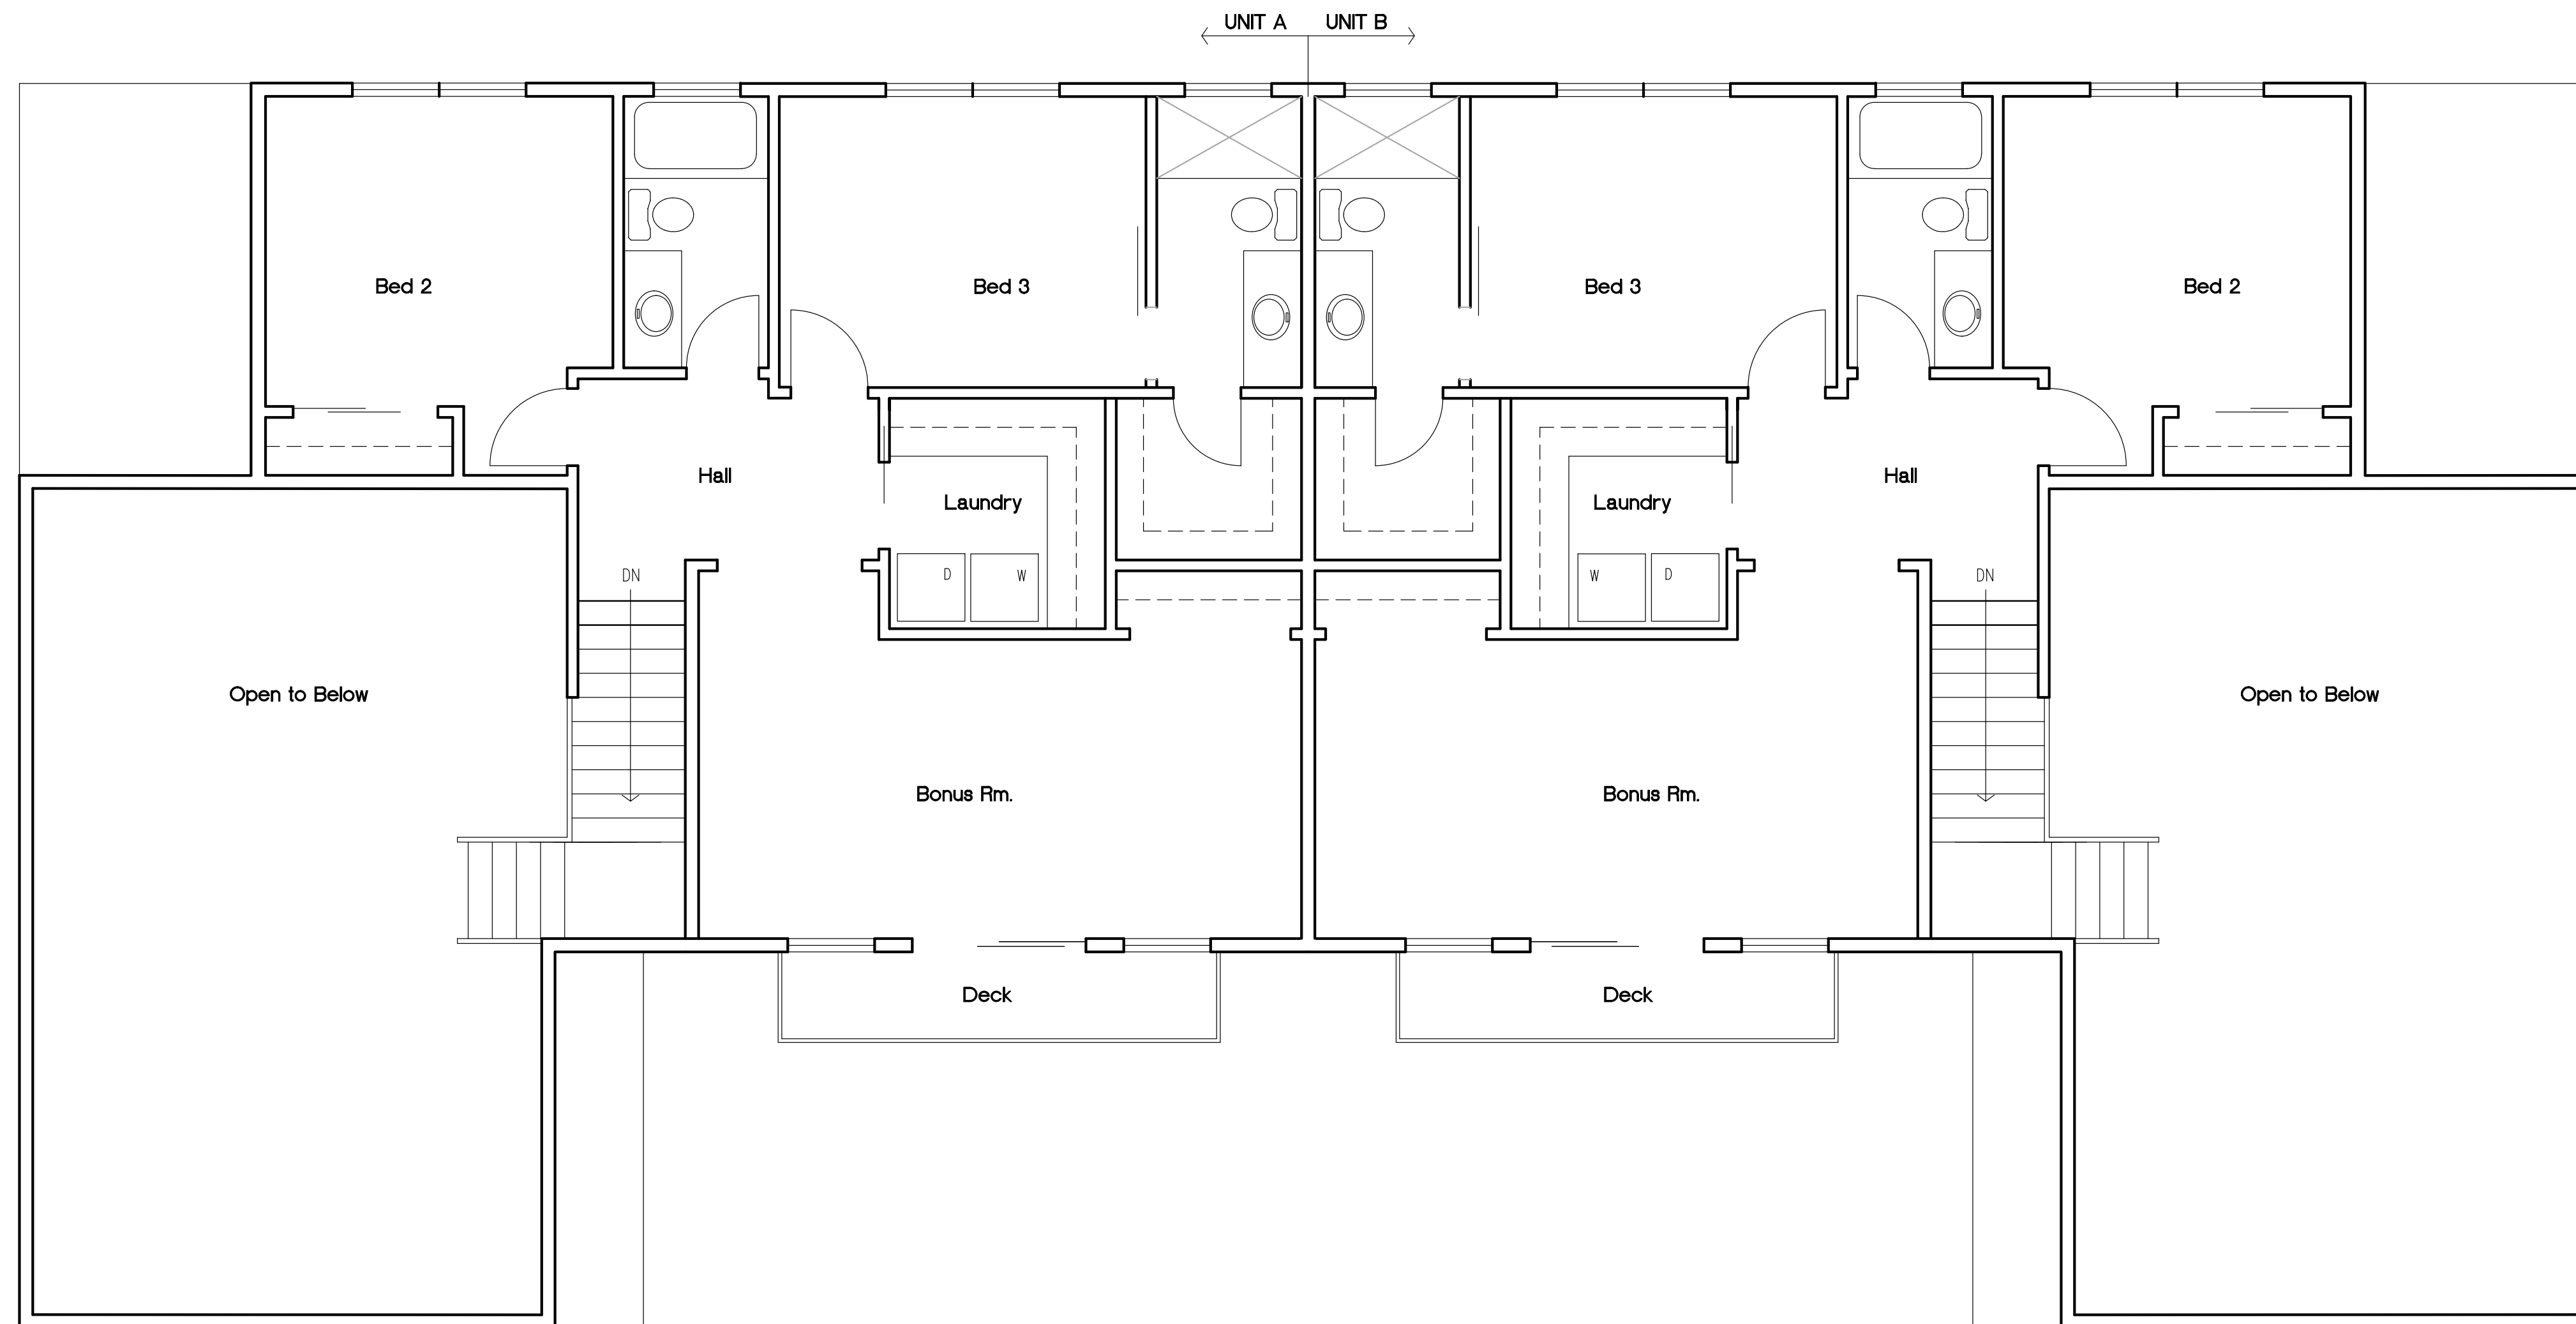 UNIT A UNIT B
Bed 2 Bed 3 Bed 3 Bed 2
Hall Laundry Laundry Hall
DN D W W D DN
Open to Below Open to Below
Bonus Rm. Bonus Rm.
Deck Deck